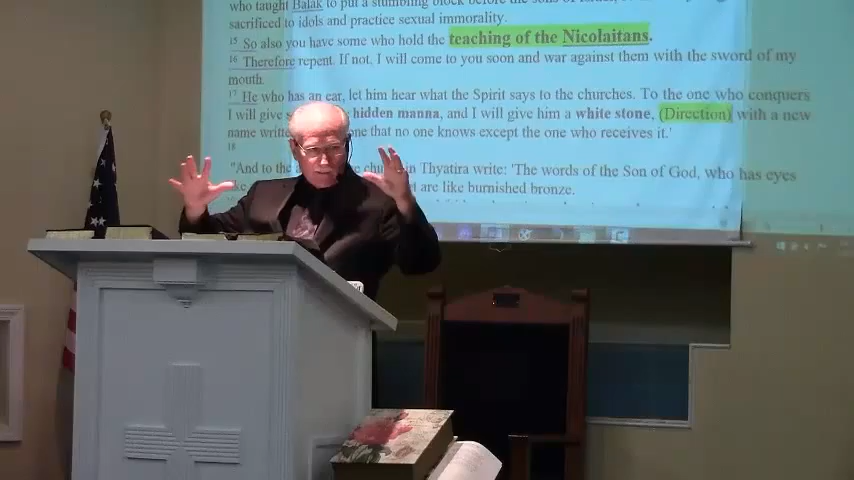 who taught Balak to put a stumbling block before the sons of
sacrificed to idols and practice sexual immorality.
15 So also you have some who hold the teaching of the Nicolaitans.
16 Therefore repent. If not, I will come to you soon and war against them with the sword of my
mouth.
17 He who has an ear, let him hear what the Spirit says to the churches. To the one who conquers
I will give hidden manna, and I will give him a white stone, (Direction) with a new
name that no one knows except the one who receives it.'
18
"And to the in Thyatira write: 'The words of the Son of God, who has eyes
are like burnished bronze.